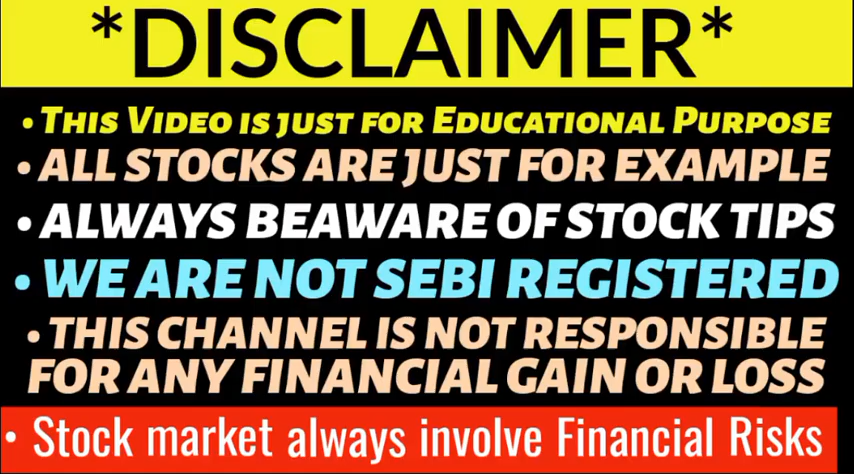 *DISCLAIMER*
• THIS VIDEO IS JUST FOR EDUCATIONAL PURPOSE
• ALL STOCKS ARE JUST FOR EXAMPLE
• ALWAYS BEAWARE OF STOCK TIPS
• WE ARE NOT SEBI REGISTERED
• THIS CHANNEL IS NOT RESPONSIBLE
FOR ANY FINANCIAL GAIN OR LOSS
• Stock market always involve Financial Risks